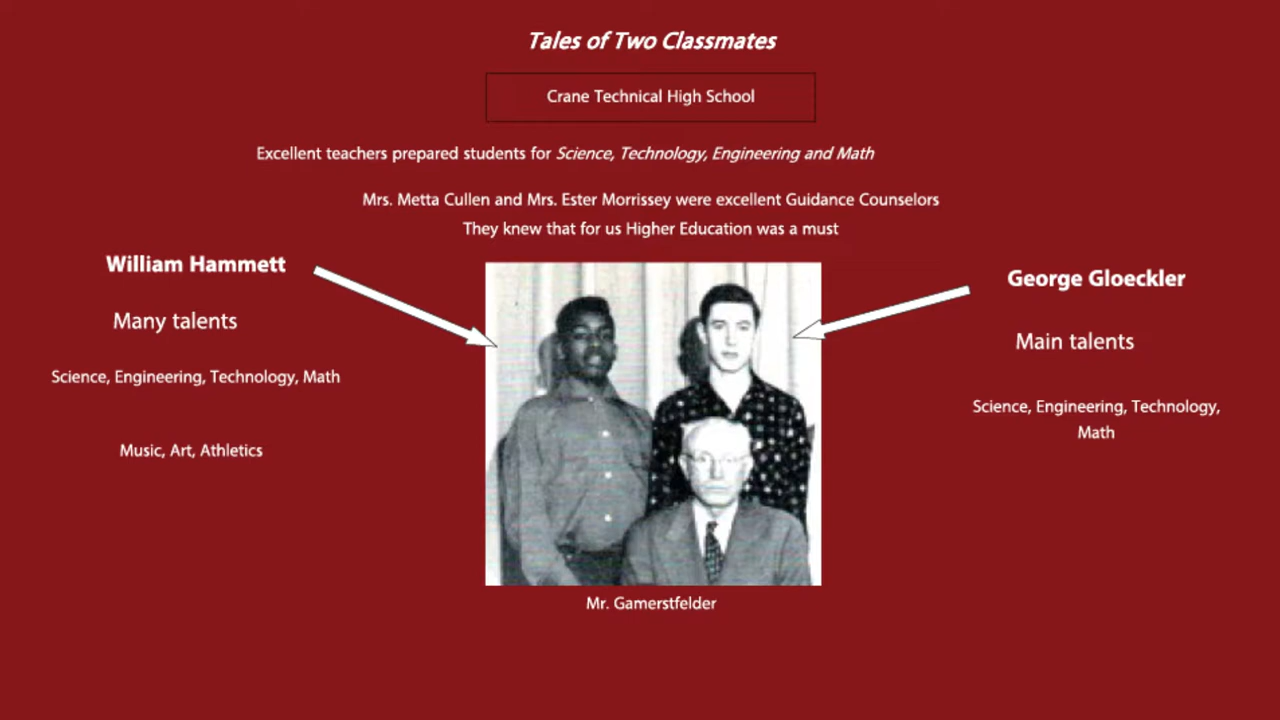 Tales of Two Classmates
Crane Technical High School
Excellent teachers prepared students for Science, Technology, Engineering and Math
Mrs. Metta Cullen and Mrs. Ester Morrissey were excellent Guidance Counselors
They knew that for us Higher Education was a must
William Hammett
Many talents
Science, Engineering, Technology, Math
Music, Art, Athletics
George Gloeckler
Main talents
Science, Engineering, Technology,
Math
Mr. Gamerstfelder